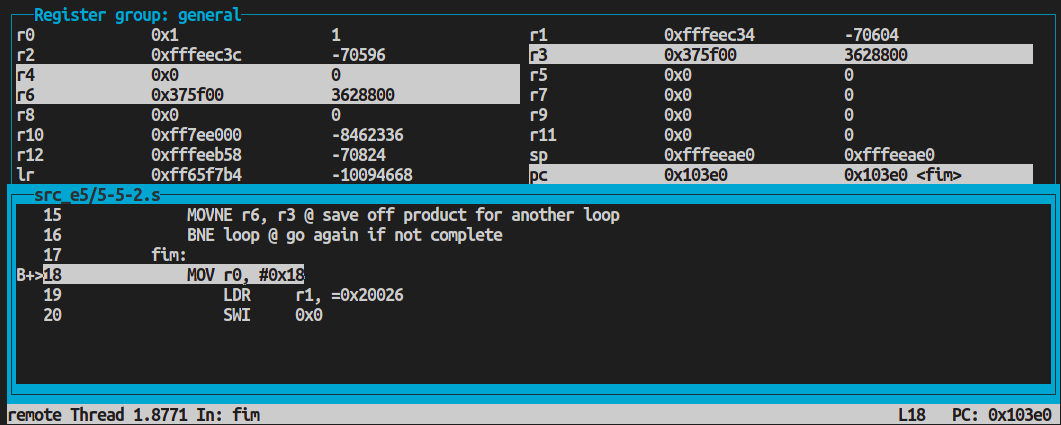 Register group: general
r0 0x1 1 r1 0xfffeec34 -70604
r2 0xfffeec3c -70596 r3 0x375f00 3628800
r4 0x0 0 r5 0x0 0
r6 0x375f00 3628800 r7 0x0 0
r8 0x0 0 r9 0x0 0
r10 0xff7ee000 -8462336 r11 0x0 0
r12 0xfffeeb58 -70824 sp 0xfffeeae0 0xfffeeae0
lr 0xff65f7b4 -10094668 pc 0x103e0 0x103e0 <fim>
src_e5/5-5-2.s
15 MOVNE r6, r3 @ save off product for another loop
16 BNE loop @ go again if not complete
17 fim:
B+>18 MOV r0, #0x18
19 LDR r1, =0x20026
20 SWI 0x0
remote Thread 1.8771 In: fim L18 PC: 0x103e0